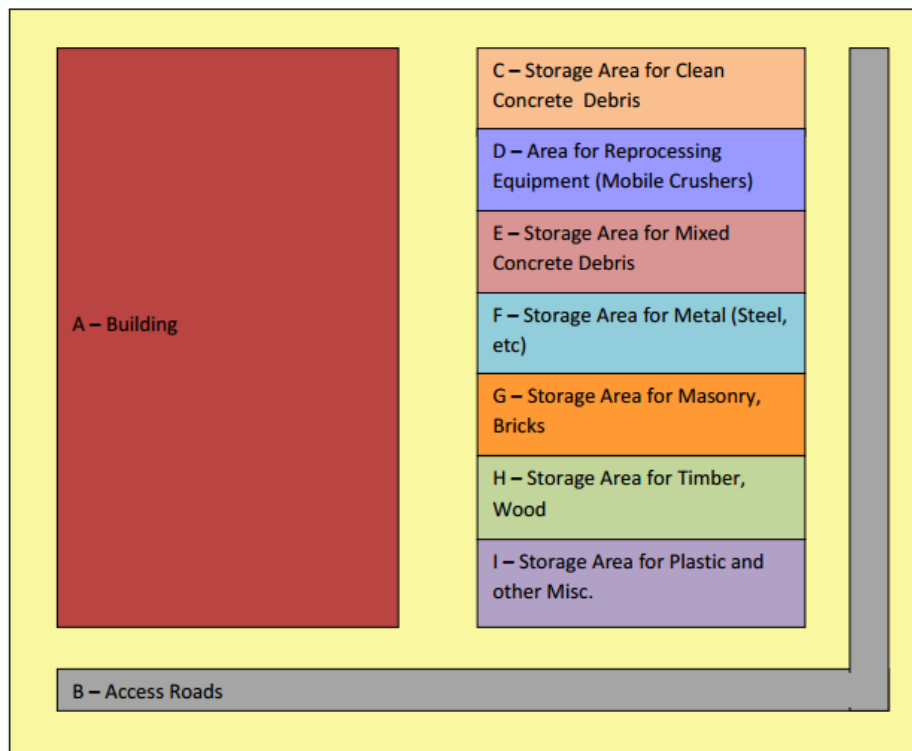 C – Storage Area for Clean
Concrete  Debris
D – Area for Reprocessing
Equipment (Mobile Crushers)
E – Storage Area for Mixed
Concrete Debris
A – Building
F – Storage Area for Metal (Steel,
etc)
G – Storage Area for Masonry,
Bricks
H – Storage Area for Timber,
Wood
I – Storage Area for Plastic and
other Misc.
B – Access Roads